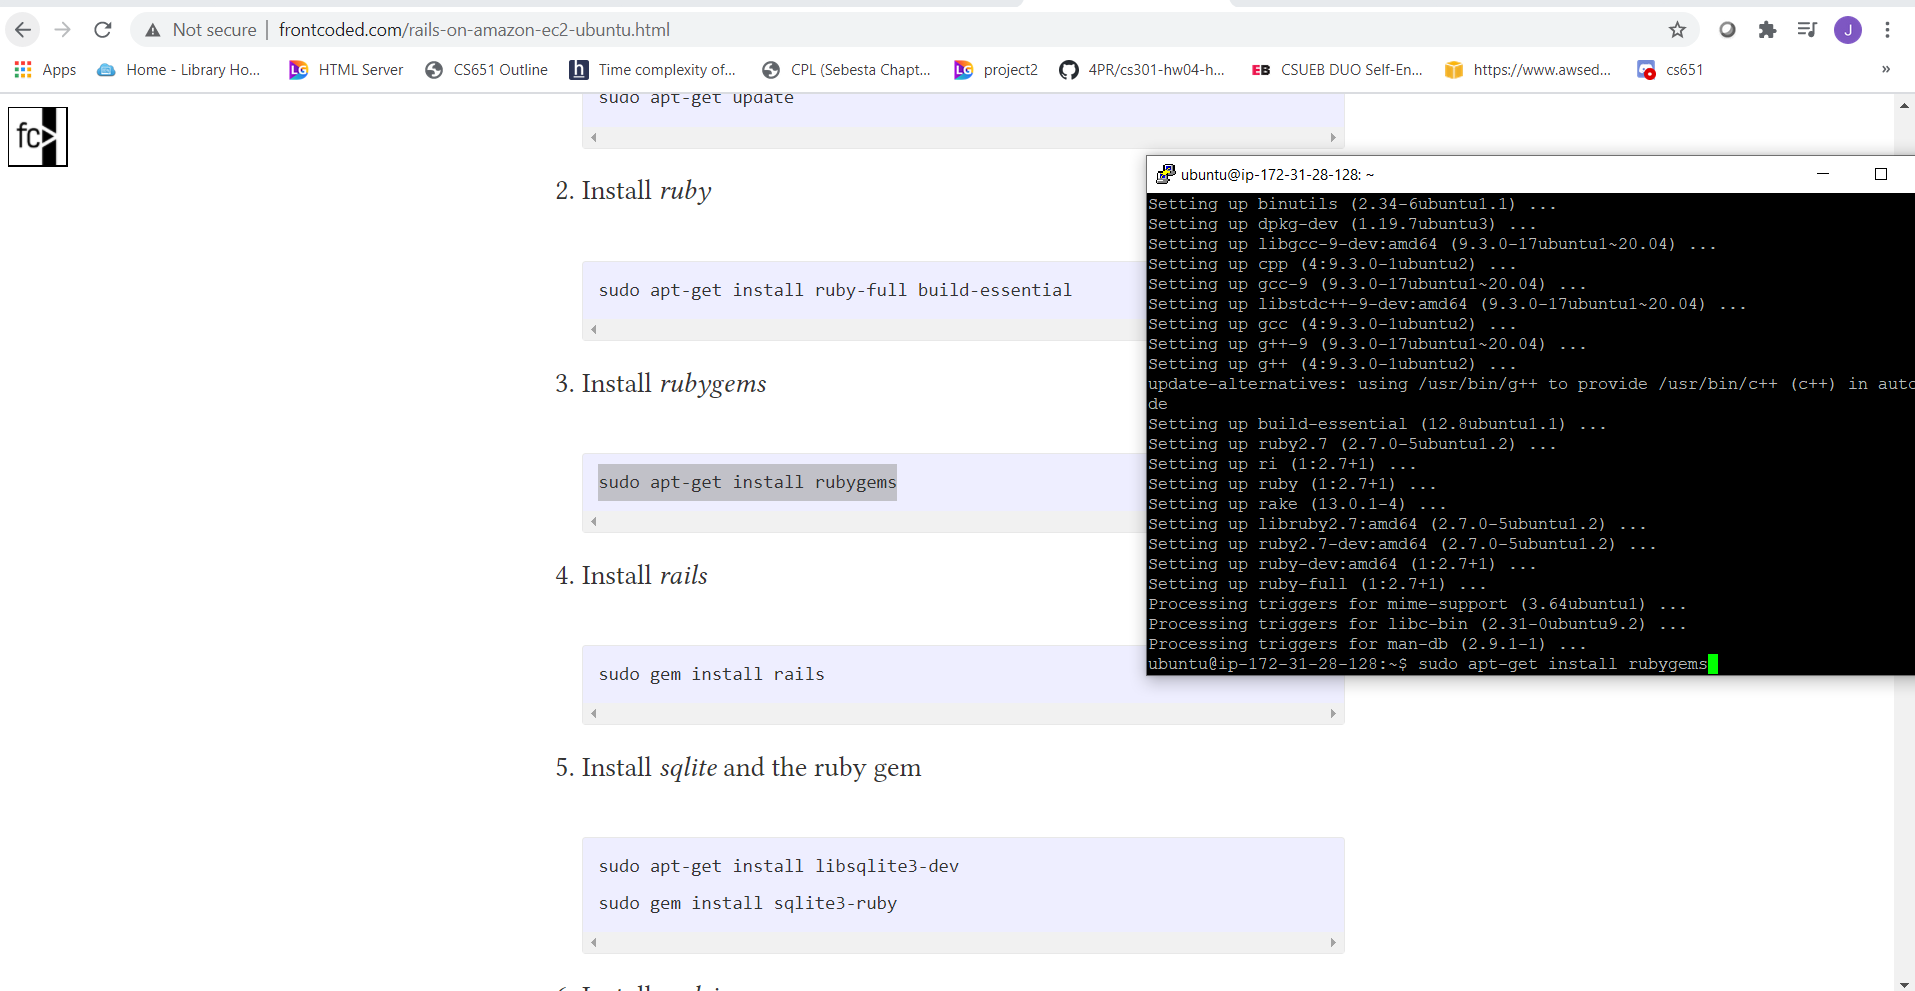 Not secure | frontcoded.com/rails-on-amazon-ec2-ubuntu.html
J
Apps
Home - Library Ho...
LG HTML Server
CS651 Outline
h Time complexity of...
CPL (Sebesta Chapt...
LG project2
4PR/cs301-hw04-h...
EB CSUEB DUO Self-En...
https://www.awsed...
cs651
»
fc>
sudo apt-get update
2. Install ruby
sudo apt-get install ruby-full build-essential
3. Install rubygems
sudo apt-get install rubygems
4. Install rails
sudo gem install rails
5. Install sqlite and the ruby gem
sudo apt-get install libsqlite3-dev
sudo gem install sqlite3-ruby
ubuntu@ip-172-31-28-128: ~
Setting up binutils (2.34-6ubuntu1.1) ...
Setting up dpkg-dev (1.19.7ubuntu3) ...
Setting up libgcc-9-dev:amd64 (9.3.0-17ubuntu1~20.04) ...
Setting up cpp (4:9.3.0-1ubuntu2) ...
Setting up gcc-9 (9.3.0-17ubuntu1~20.04) ...
Setting up libstdc++-9-dev:amd64 (9.3.0-17ubuntu1~20.04) ...
Setting up gcc (4:9.3.0-1ubuntu2) ...
Setting up g++-9 (9.3.0-17ubuntu1~20.04) ...
Setting up g++ (4:9.3.0-1ubuntu2) ...
update-alternatives: using /usr/bin/g++ to provide /usr/bin/c++ (c++) in auto
de
Setting up build-essential (12.8ubuntu1.1) ...
Setting up ruby2.7 (2.7.0-5ubuntu1.2) ...
Setting up ri (1:2.7+1) ...
Setting up ruby (1:2.7+1) ...
Setting up rake (13.0.1-4) ...
Setting up libruby2.7:amd64 (2.7.0-5ubuntu1.2) ...
Setting up ruby2.7-dev:amd64 (2.7.0-5ubuntu1.2) ...
Setting up ruby-dev:amd64 (1:2.7+1) ...
Setting up ruby-full (1:2.7+1) ...
Processing triggers for mime-support (3.64ubuntu1) ...
Processing triggers for libc-bin (2.31-0ubuntu9.2) ...
Processing triggers for man-db (2.9.1-1) ...
ubuntu@ip-172-31-28-128:~$ sudo apt-get install rubygems